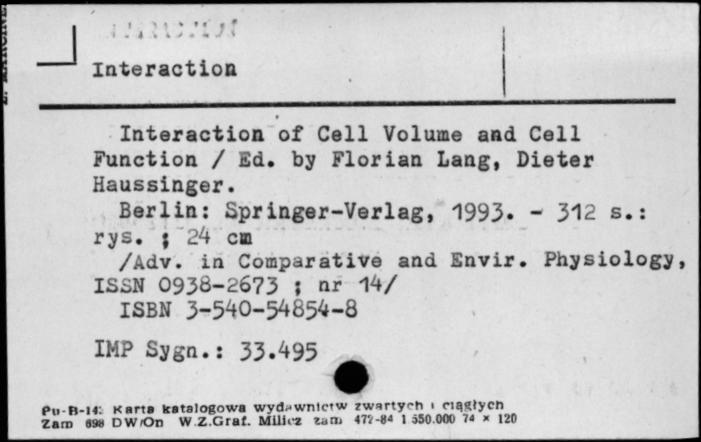 Interaction
Interaction of Cell Volume and Cell
Function / Ed. by Florian Lang, Dieter
Haussinger.
Berlin: Springer-Verlag, 1993. - 312 s.:
rys. ; 24 cm
/Adv. in Comparative and Envir. Physiology,
ISSN 0938-2673 ; nr 14/
ISBN 3-540-54854-8
IMP Sygn.: 33.495
Pu-B-14: Karta katalogowa wydawnictw zwartych i ciągłych
Zam 698 DW/On W.Z.Graf. Milicz zam 472-84 1.550.000 74 × 120